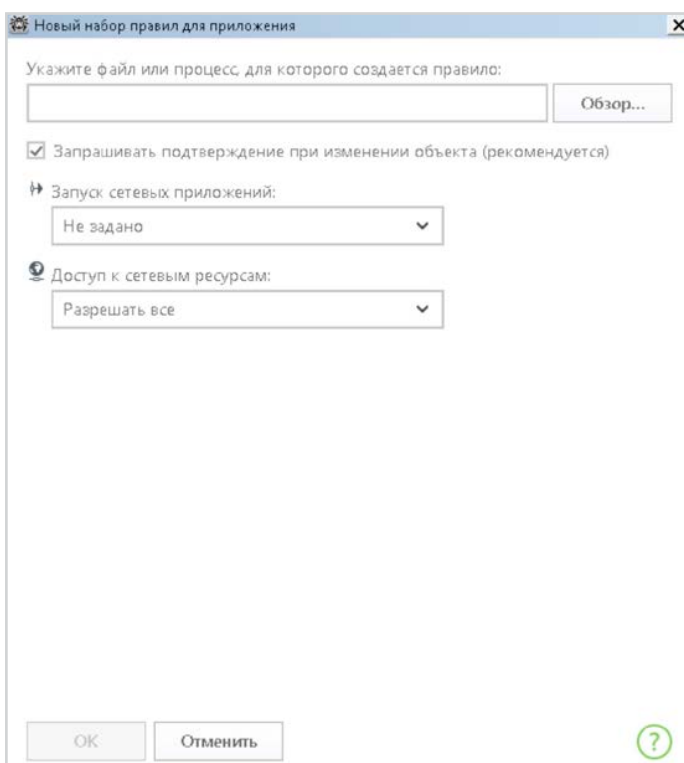 Новый набор правил для приложения
Укажите файл или процесс, для которого создается правило:
Обзор...
Запрашивать подтверждение при изменении объекта (рекомендуется)
Запуск сетевых приложений:
Не задано
Доступ к сетевым ресурсам:
Разрешать все
OK
Отменить
?